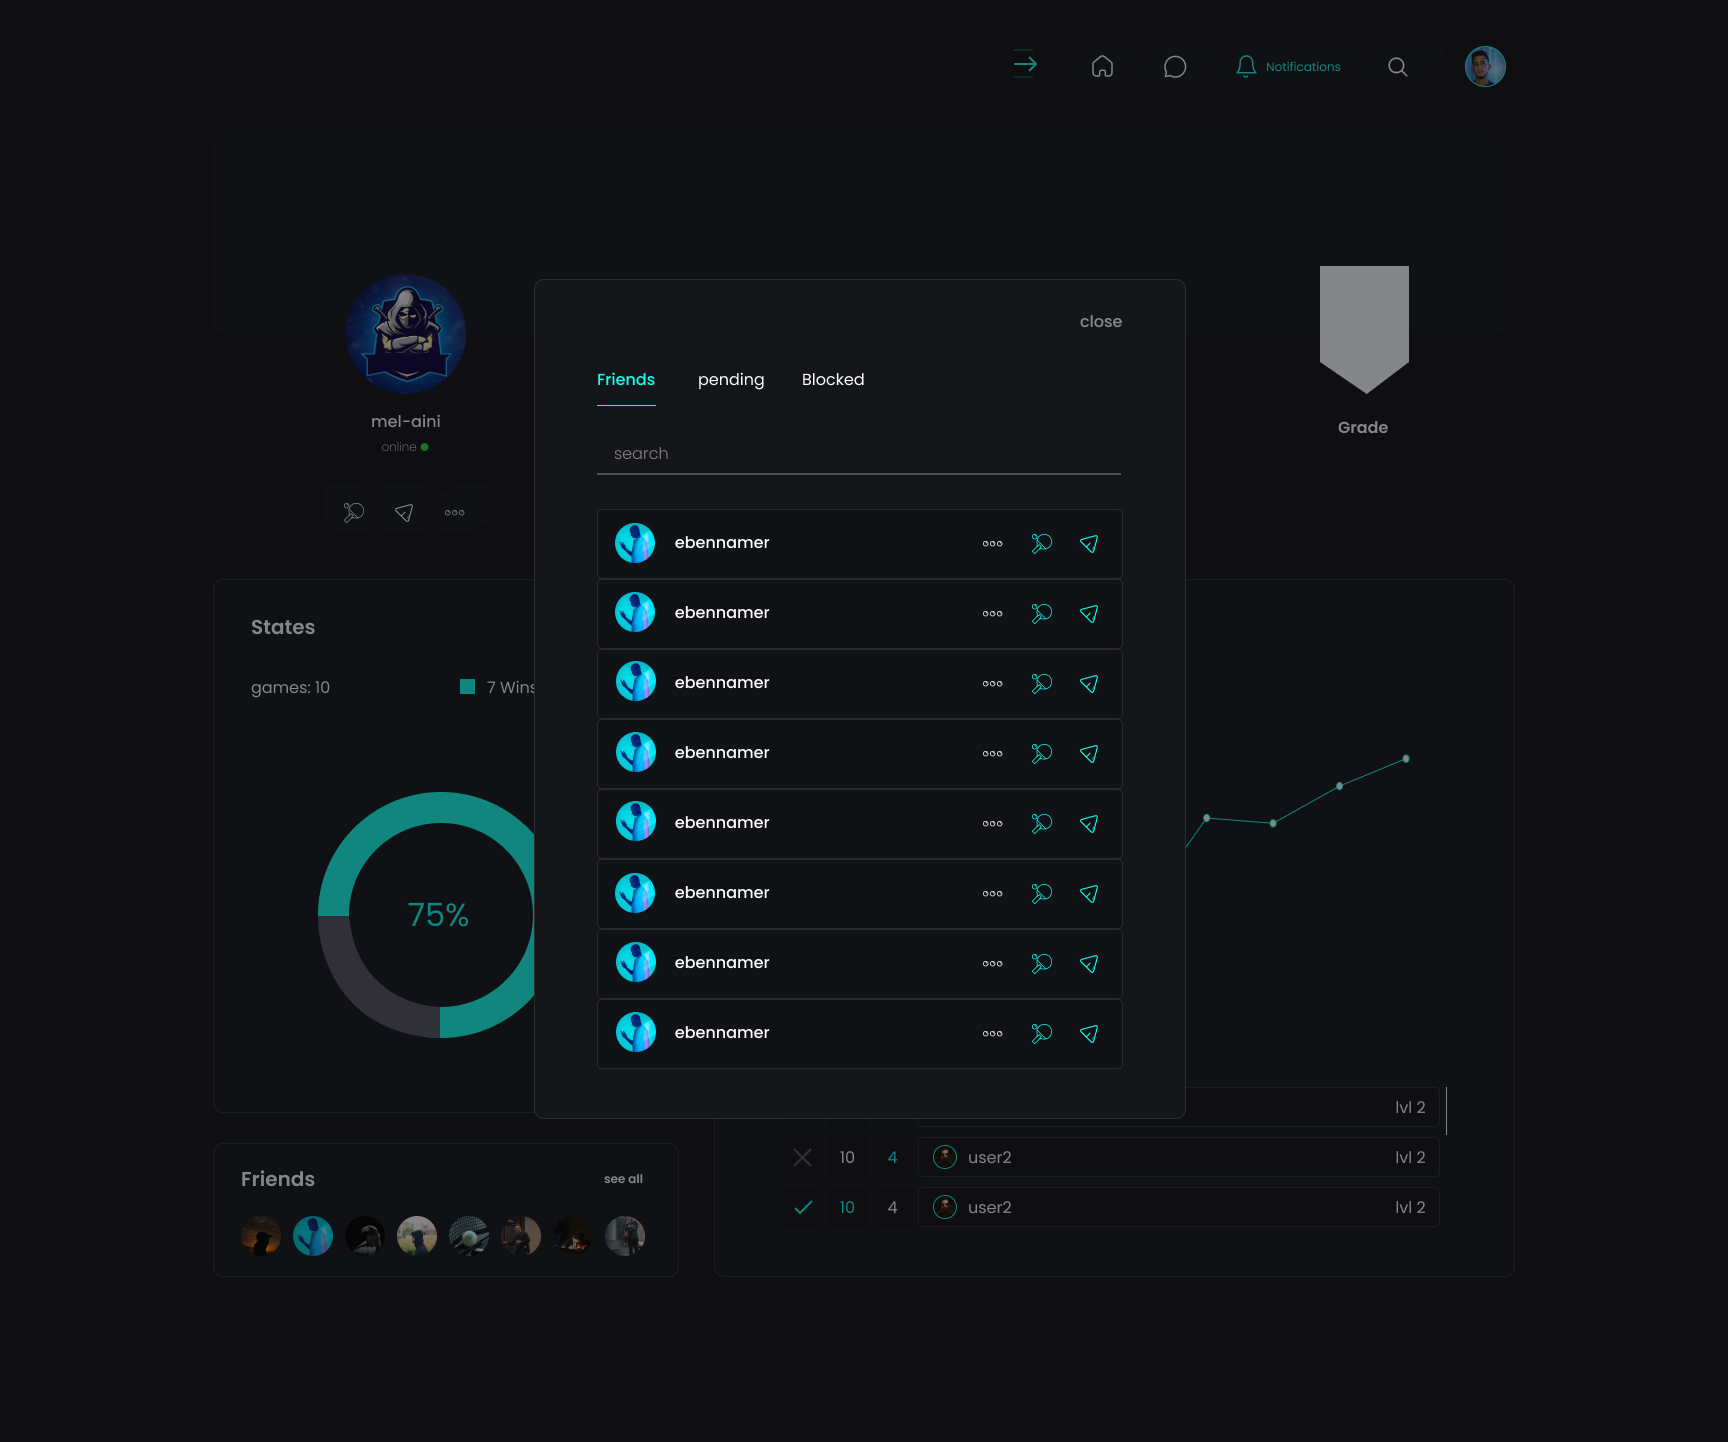 Notifications
close
Friends pending Blocked
search
mel-aini
online
Grade
ebennamer
ebennamer
ebennamer
ebennamer
ebennamer
ebennamer
ebennamer
ebennamer
States
games: 10 7 Wins
75%
lvl 2
10 4 user2 lvl 2
10 4 user2 lvl 2
Friends see all